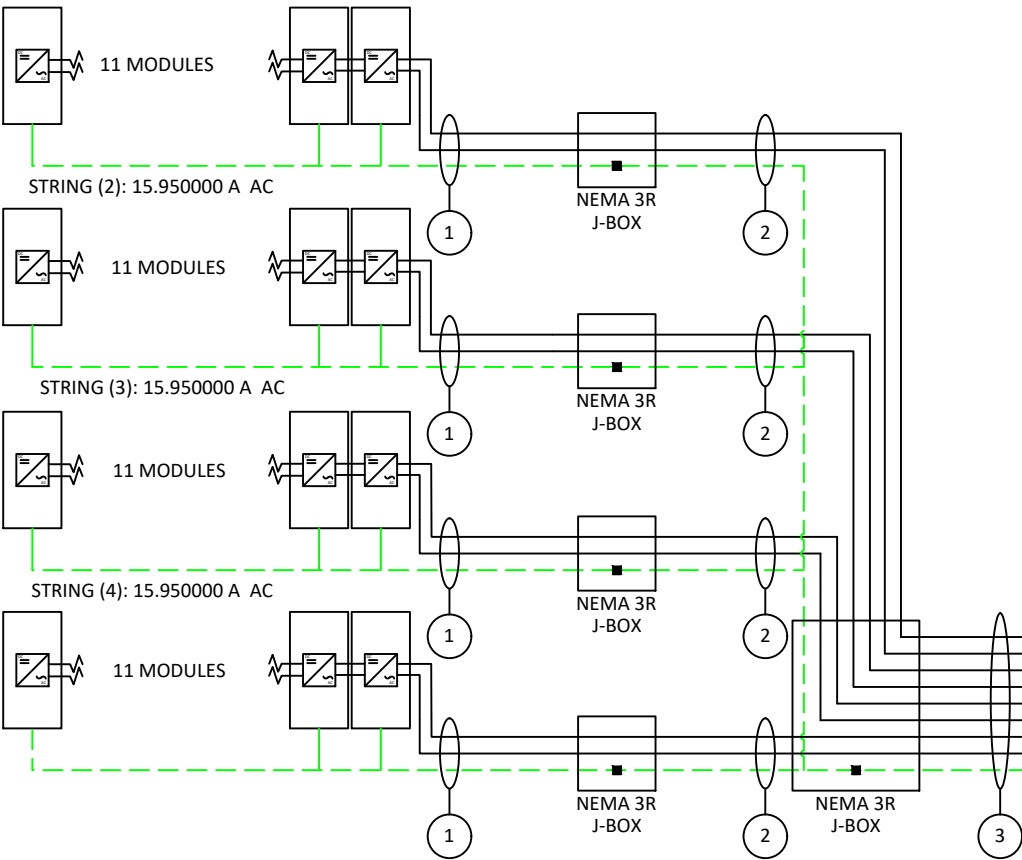 11 MODULES
STRING (2): 15.950000 A AC
NEMA 3R
J-BOX
1
2
11 MODULES
STRING (3): 15.950000 A AC
NEMA 3R
J-BOX
1
2
11 MODULES
STRING (4): 15.950000 A AC
NEMA 3R
J-BOX
1
2
11 MODULES
NEMA 3R
J-BOX
NEMA 3R
J-BOX
1
2
3